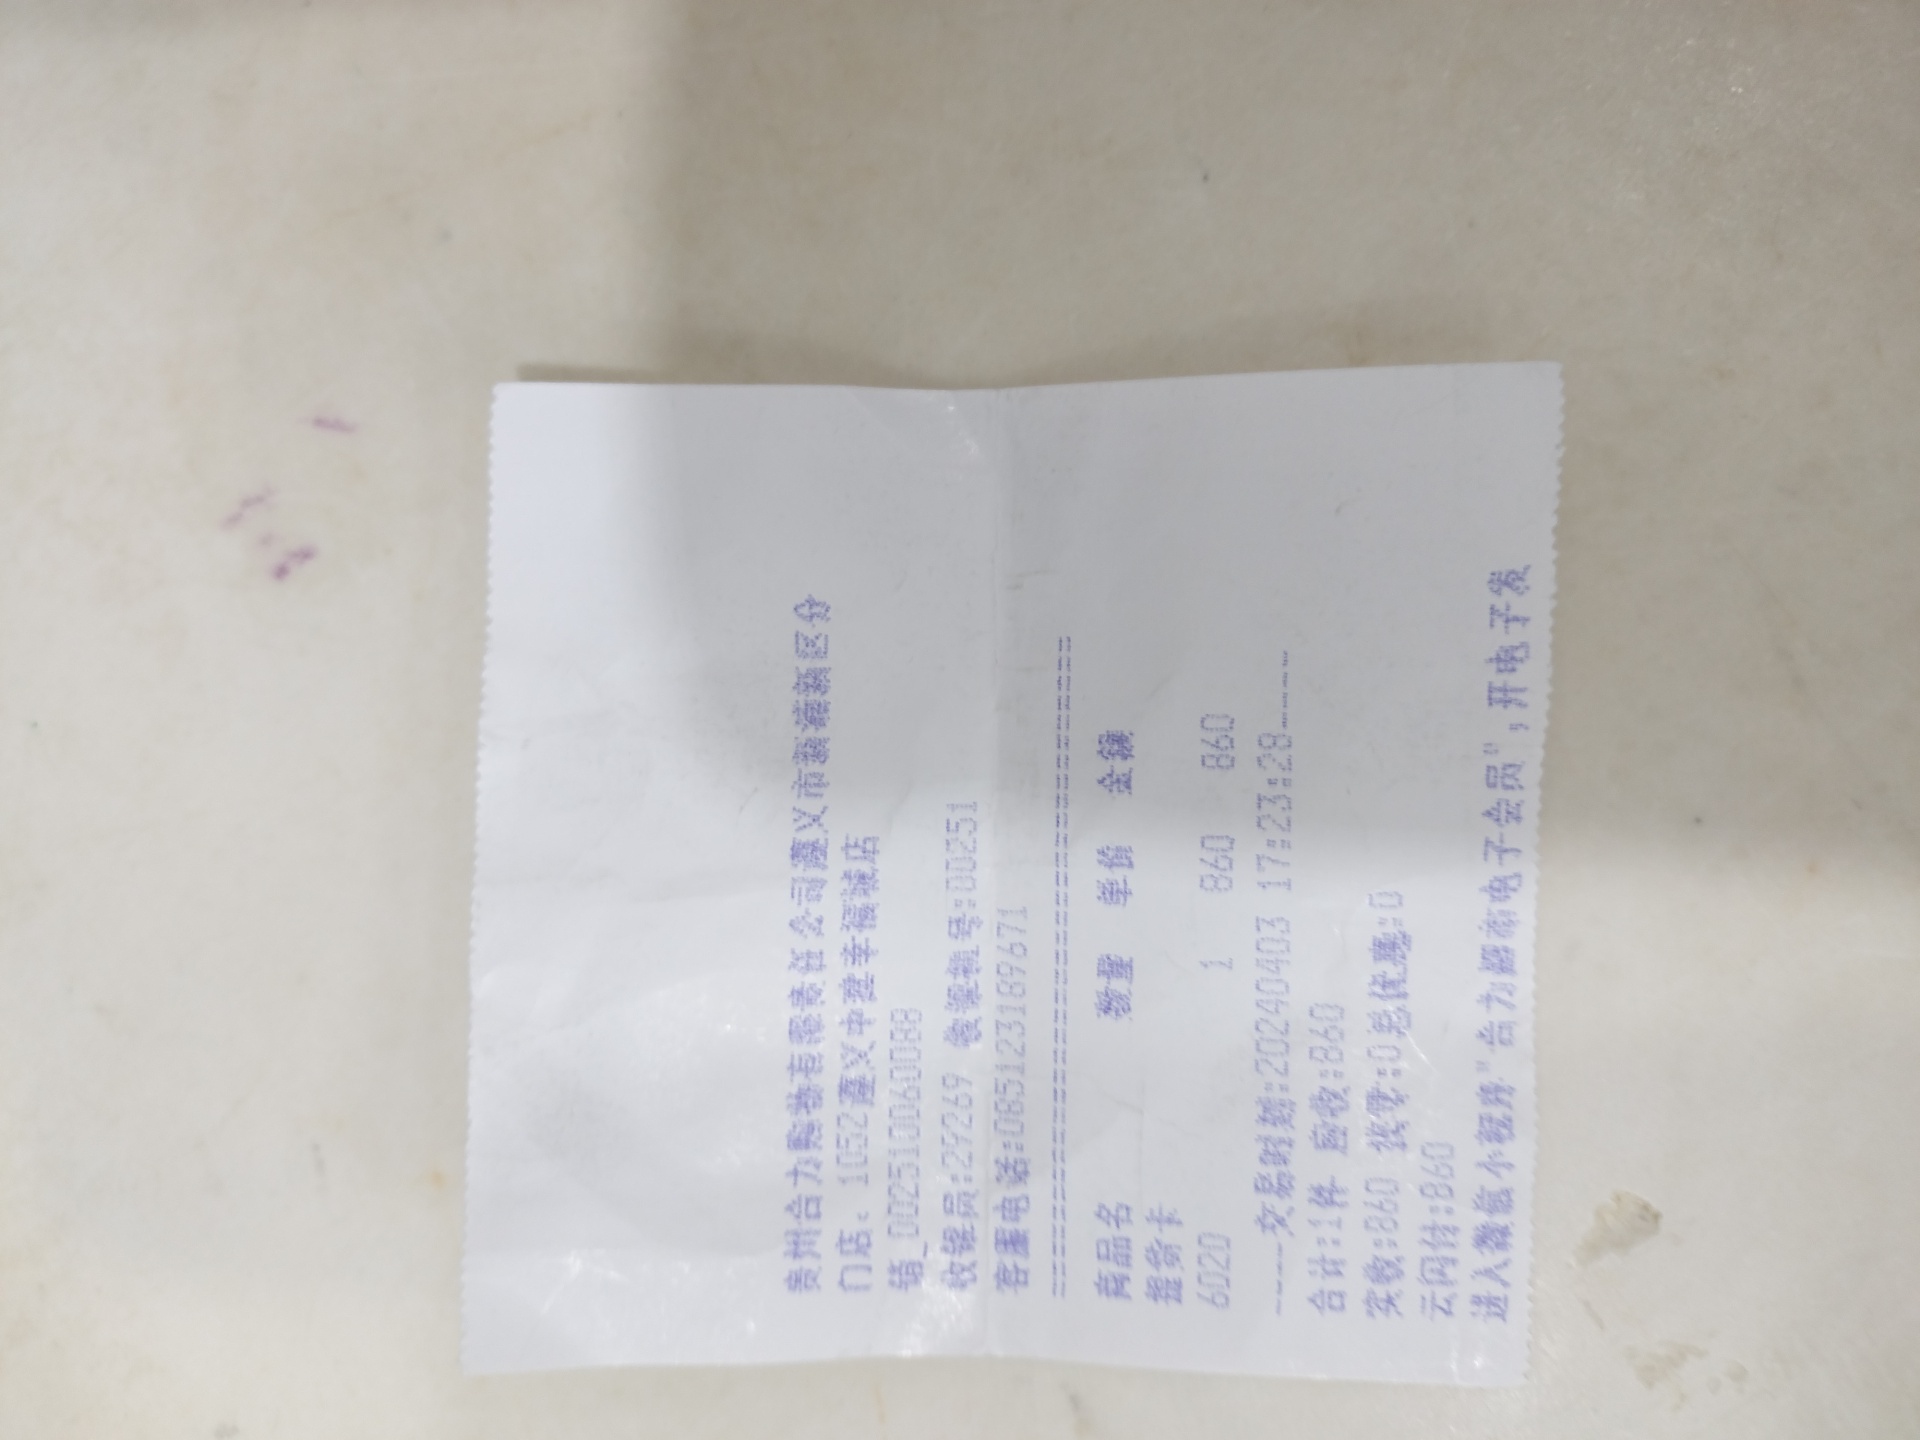 贵州合力购物有限责任公司遵义市新蒲新区分
门店、1052遵义中建幸福城店
销_002510060088
收银员:29269 收银机号:00251
客服电话:085123189671
================================
商品名 数量 单价 金额
提货卡
6020 1 860 860
----交易时刻:20240403 17:23:28----
合计:1件 应收:860
实收:860 找零:0总优惠:0
云闪付:860
进入微信小程序"合力超市电子会员",开电子发